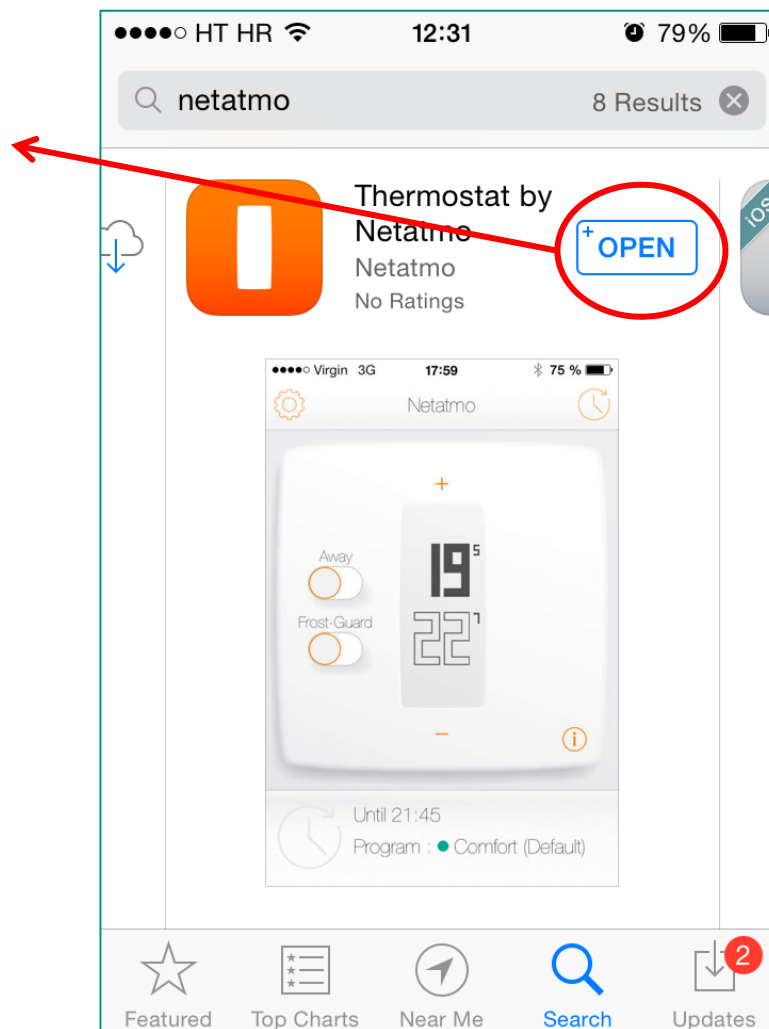 HT HR 12:31 79%
netatmo 8 Results
Thermostat by
Netatmo
Netatmo
No Ratings
+OPEN
iOS
Virgin 3G 17:59 75 %
Netatmo
+
Away
19 5
Frost-Guard
22 7
−
i
Until 21:45
Program : Comfort (Default)
2
Featured Top Charts Near Me Search Updates